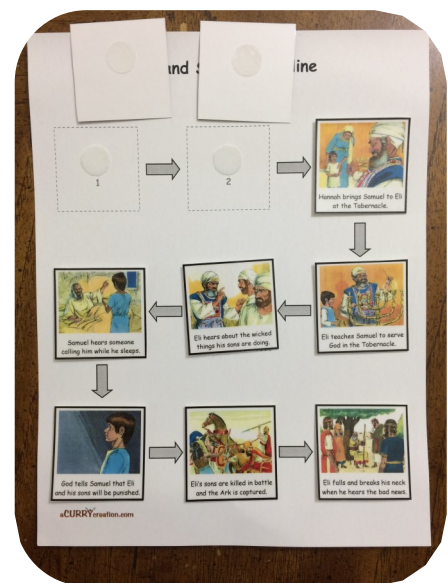 and
line
1
2
Hannah brings Samuel to Eli
at the Tabernacle.
Samuel hears someone
calling him while he sleeps.
Eli hears about the wicked
things his sons are doing.
Eli teaches Samuel to serve
God in the Tabernacle.
God tells Samuel that Eli
and his sons will be punished.
Eli's sons are killed in battle
and the Ark is captured.
Eli falls and breaks his neck
when he hears the bad news.
aCURRYcreation.com